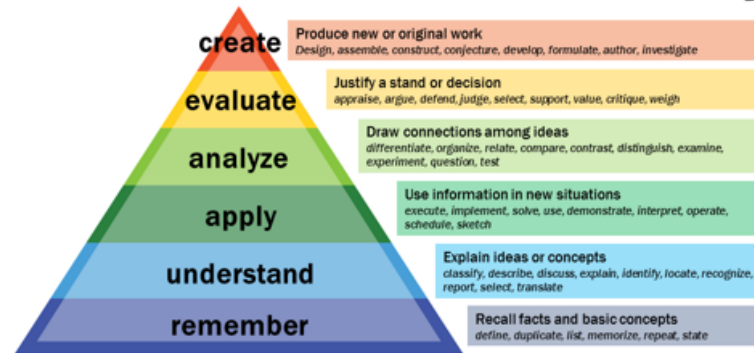 create
Produce new or original work
Design, assemble, construct, conjecture, develop, formulate, author, investigate
evaluate
Justify a stand or decision
appraise, argue, defend, judge, select, support, value, critique, weigh
analyze
Draw connections among ideas
differentiate, organize, relate, compare, contrast, distinguish, examine,
experiment, question, test
apply
Use information in new situations
execute, implement, solve, use, demonstrate, interpret, operate,
schedule, sketch
understand
Explain ideas or concepts
classify, describe, discuss, explain, identify, locate, recognize,
report, select, translate
remember
Recall facts and basic concepts
define, duplicate, list, memorize, repeat, state